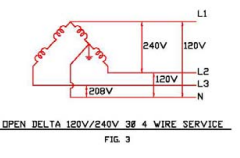 L1
240V
120V
L2
120V
L3
208V
N
OPEN DELTA 120V/240V 3Ø 4 WIRE SERVICE
FIG. 3